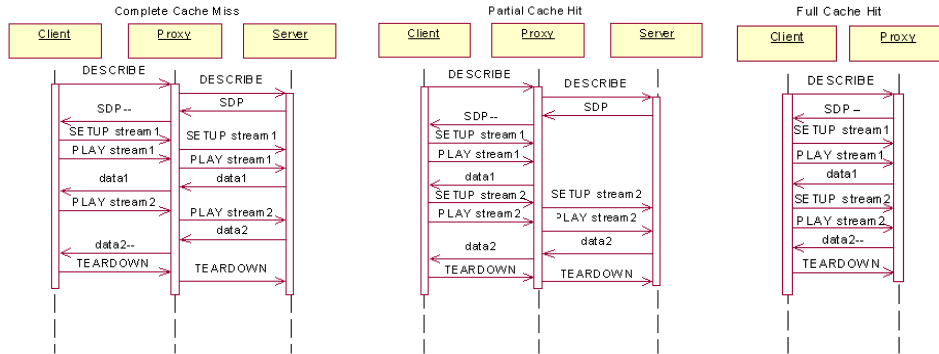 Complete Cache Miss
Client
Proxy
Server
DESCRIBE
DESCRIBE
SDP
SDP--
SETUP stream1
SETUP stream1
PLAY stream1
PLAY stream1
data1
data1
PLAY stream2
PLAY stream2
data2
data2--
TEARDOWN
TEARDOWN
Partial Cache Hit
Client
Proxy
Server
DESCRIBE
DESCRIBE
SDP
SDP--
SETUP stream1
PLAY stream1
data1
SETUP stream2
SETUP stream2
PLAY stream2
PLAY stream2
data2
data2
TEARDOWN
TEARDOWN
Full Cache Hit
Client
Proxy
DESCRIBE
SDP --
SETUP stream1
PLAY stream1
data1
SETUP stream2
PLAY stream2
data2--
TEARDOWN